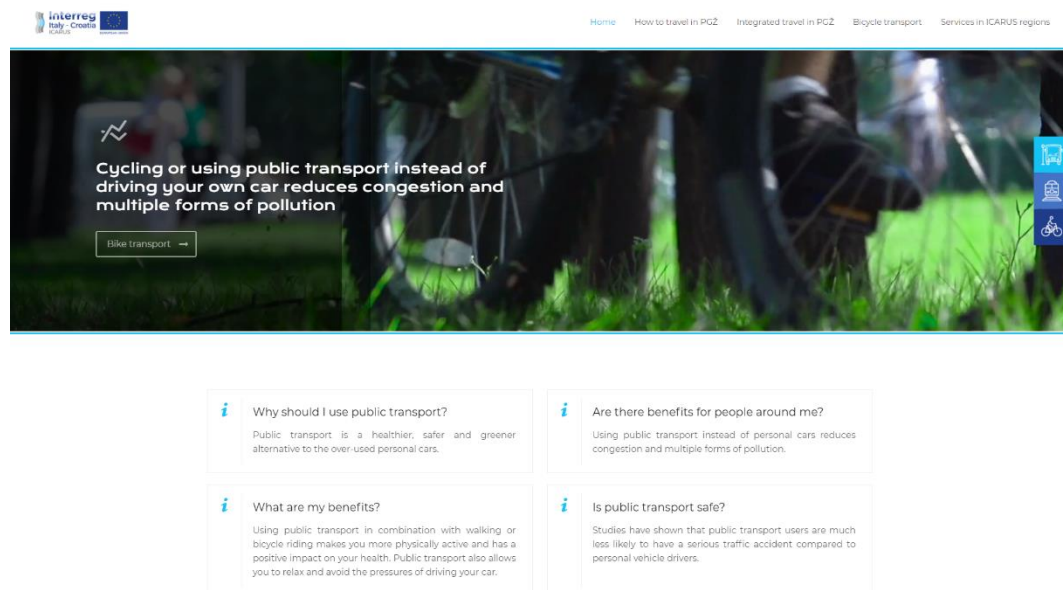 Interreg
Italy - Croatia
ICARUS
EUROPEAN UNION
Home How to travel in PGŽ Integrated travel in PGŽ Bicycle transport Services in ICARUS regions
Cycling or using public transport instead of
driving your own car reduces congestion and
multiple forms of pollution
Bike transport →
Why should I use public transport?
Public transport is a healthier, safer and greener
alternative to the over-used personal cars.
Are there benefits for people around me?
Using public transport instead of personal cars reduces
congestion and multiple forms of pollution.
What are my benefits?
Using public transport in combination with walking or
bicycle riding makes you more physically active and has a
positive impact on your health. Public transport also allows
you to relax and avoid the pressures of driving your car.
Is public transport safe?
Studies have shown that public transport users are much
less likely to have a serious traffic accident compared to
personal vehicle drivers.